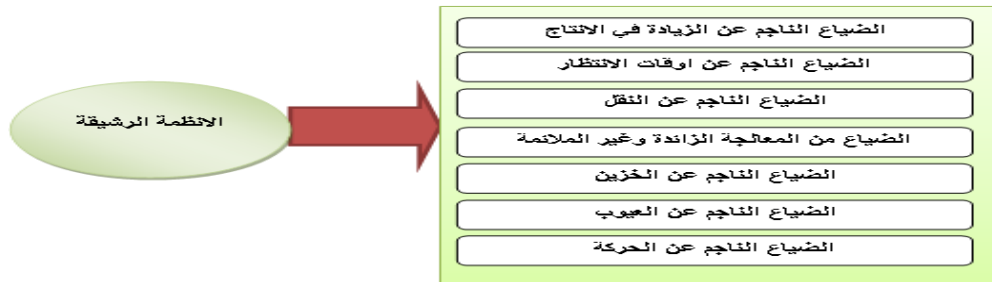 الانظمة الرشيقة
الضياع الناجم عن الزيادة في الانتاج
الضياع الناجم عن اوقات الانتظار
الضياع الناجم عن النقل
الضياع من المعالجة الزائدة وغير الملائمة
الضياع الناجم عن الخزين
الضياع الناجم عن العيوب
الضياع الناجم عن الحركة